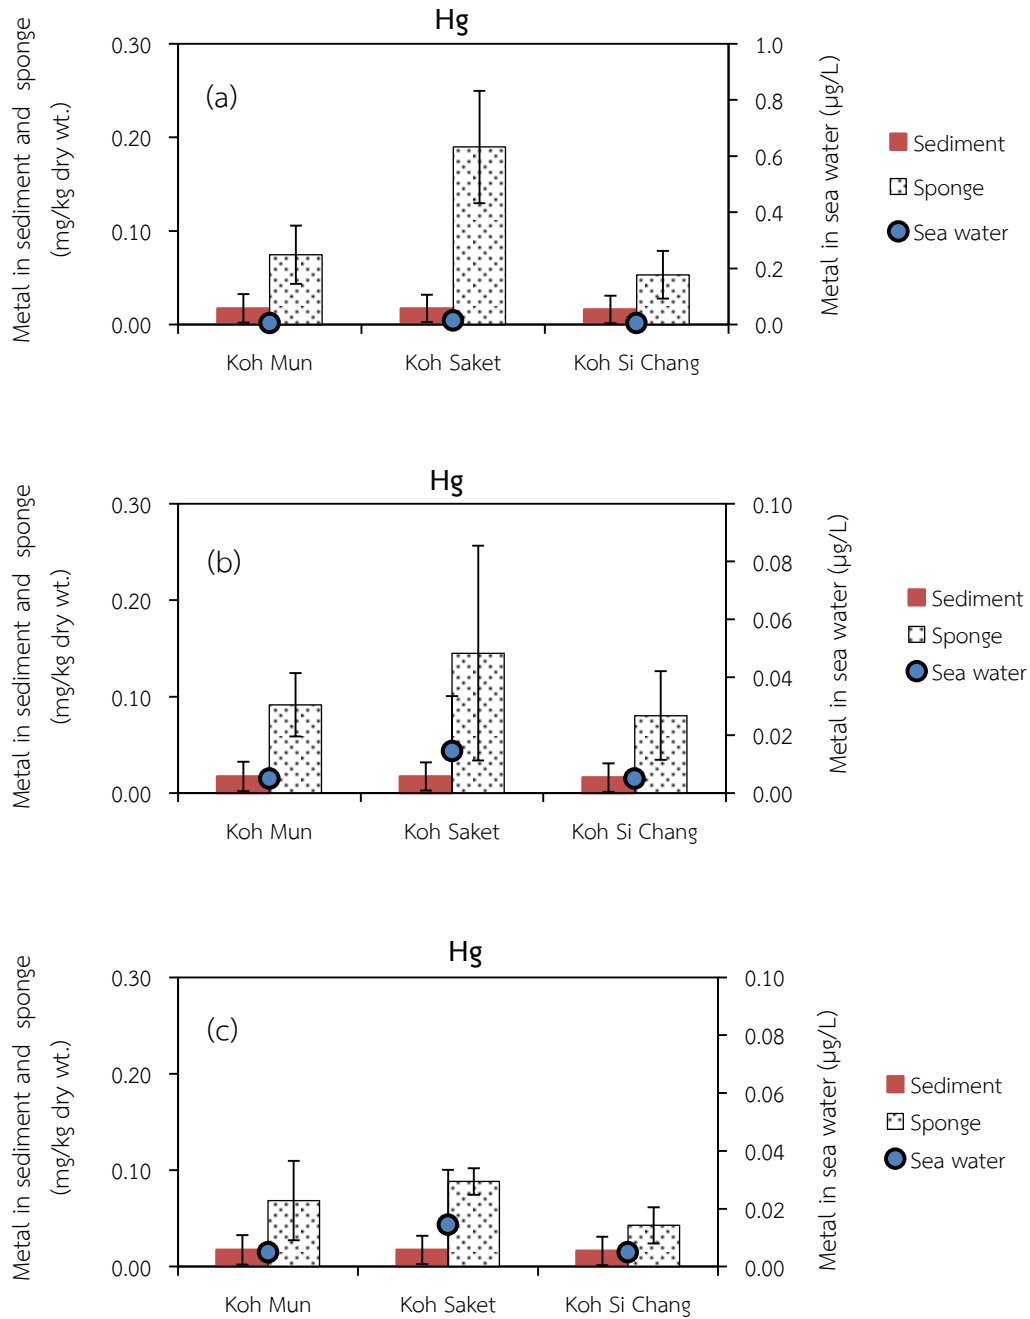 Hg
Metal in sediment and sponge
(mg/kg dry wt.)
0.30
0.20
0.10
0.00
(a)
1.0
0.8
0.6
0.4
0.2
0.0
Metal in sea water (µg/L)
Sediment
Sponge
Sea water
Koh Mun
Koh Saket
Koh Si Chang
Hg
Metal in sediment and sponge
(mg/kg dry wt.)
0.30
0.20
0.10
0.00
(b)
0.10
0.08
0.06
0.04
0.02
0.00
Metal in sea water (µg/L)
Sediment
Sponge
Sea water
Koh Mun
Koh Saket
Koh Si Chang
Hg
Metal in sediment and sponge
(mg/kg dry wt.)
0.30
0.20
0.10
0.00
(c)
0.10
0.08
0.06
0.04
0.02
0.00
Metal in sea water (µg/L)
Sediment
Sponge
Sea water
Koh Mun
Koh Saket
Koh Si Chang